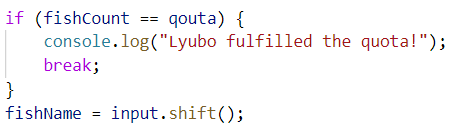 if (fishCount == qouta) {
    console.log("Lyubo fulfilled the quota!");
    break;
}
fishName = input.shift();